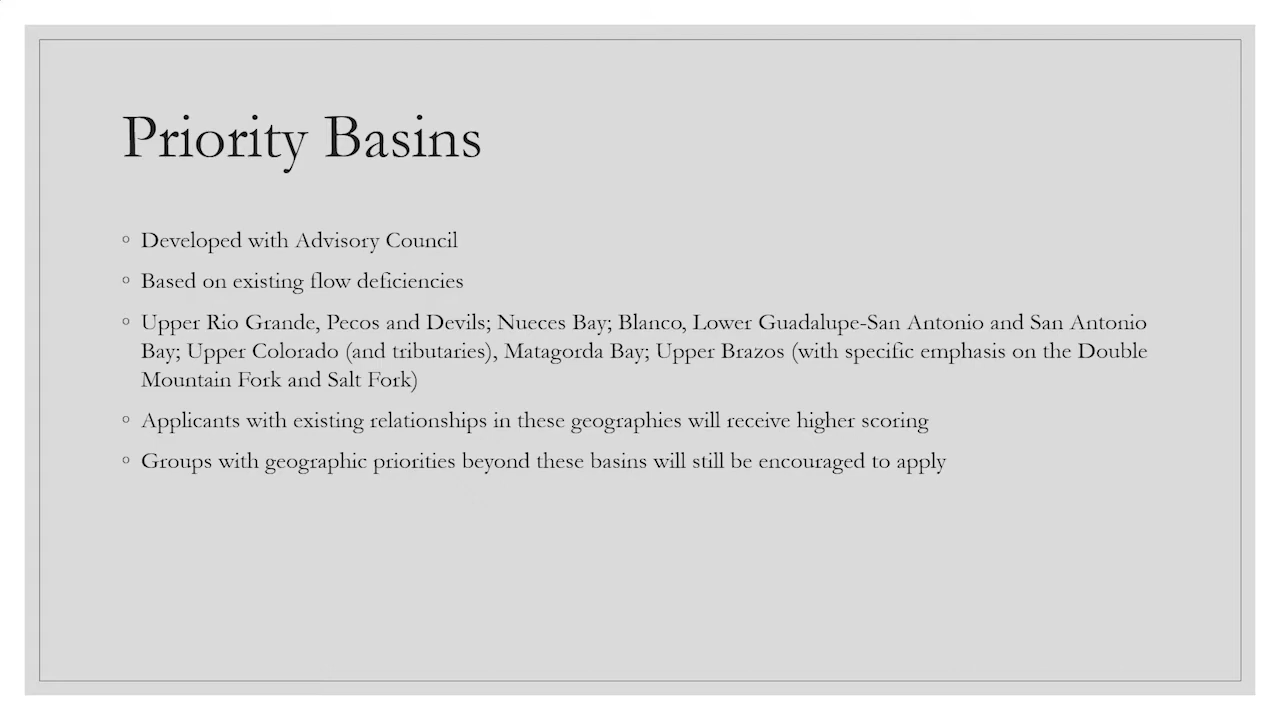 Priority Basins
◦ Developed with Advisory Council
◦ Based on existing flow deficiencies
◦ Upper Rio Grande, Pecos and Devils; Nueces Bay; Blanco, Lower Guadalupe-San Antonio and San Antonio
Bay; Upper Colorado (and tributaries), Matagorda Bay; Upper Brazos (with specific emphasis on the Double
Mountain Fork and Salt Fork)
◦ Applicants with existing relationships in these geographies will receive higher scoring
◦ Groups with geographic priorities beyond these basins will still be encouraged to apply